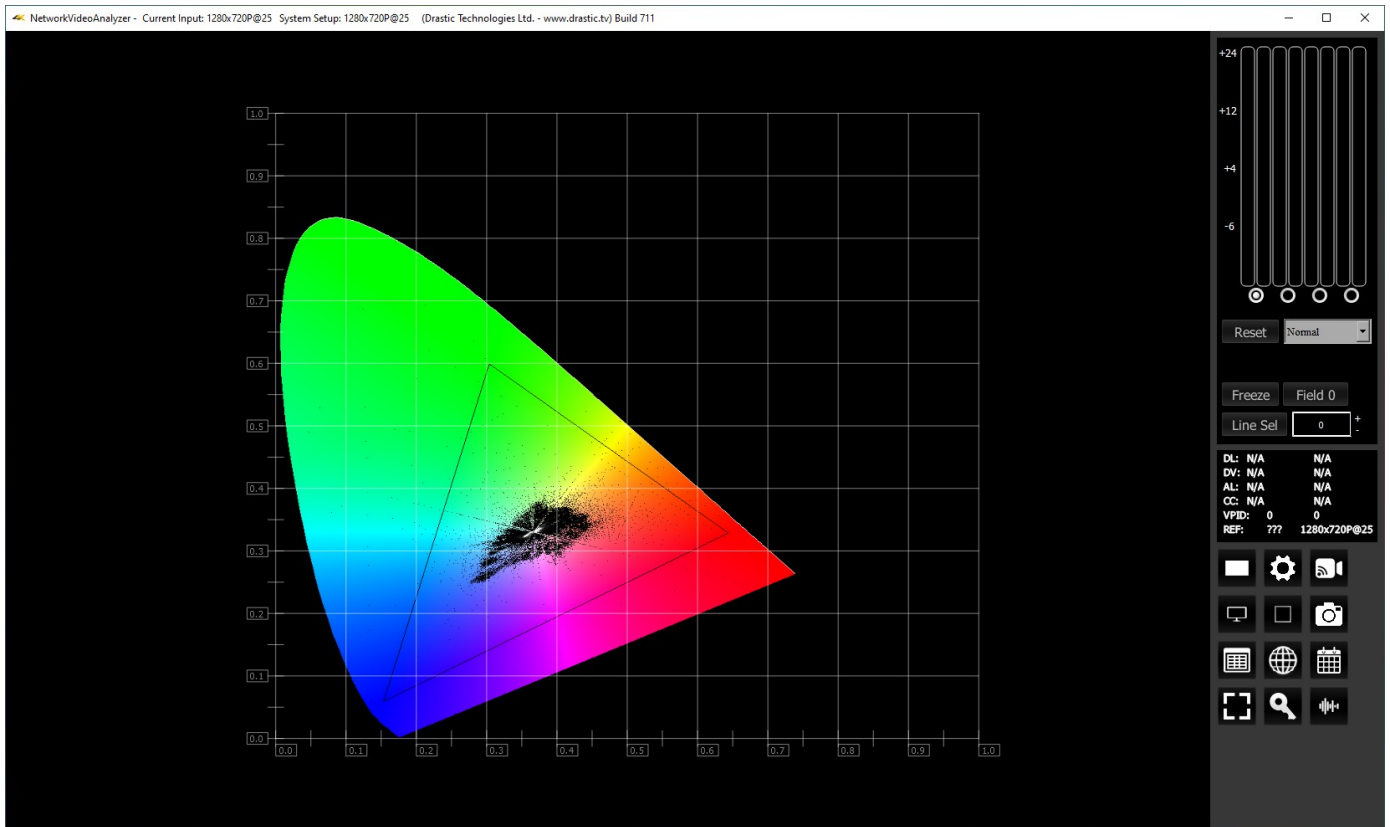 NetworkVideoAnalyzer - Current Input: 1280x720P@25 System Setup: 1280x720P@25 (Drastic Technologies Ltd. - www.drastic.tv) Build 711
1.0
0.9
0.8
0.7
0.6
0.5
0.4
0.3
0.2
0.1
0.0
0.0 0.1 0.2 0.3 0.4 0.5 0.6 0.7 0.8 0.9 1.0
+24
+12
+4
-6
Reset Normal
Freeze Field 0
Line Sel 0 + -
DL: N/A N/A
DV: N/A N/A
AL: N/A N/A
CC: N/A N/A
VPID: 0 0
REF: ??? 1280x720P@25